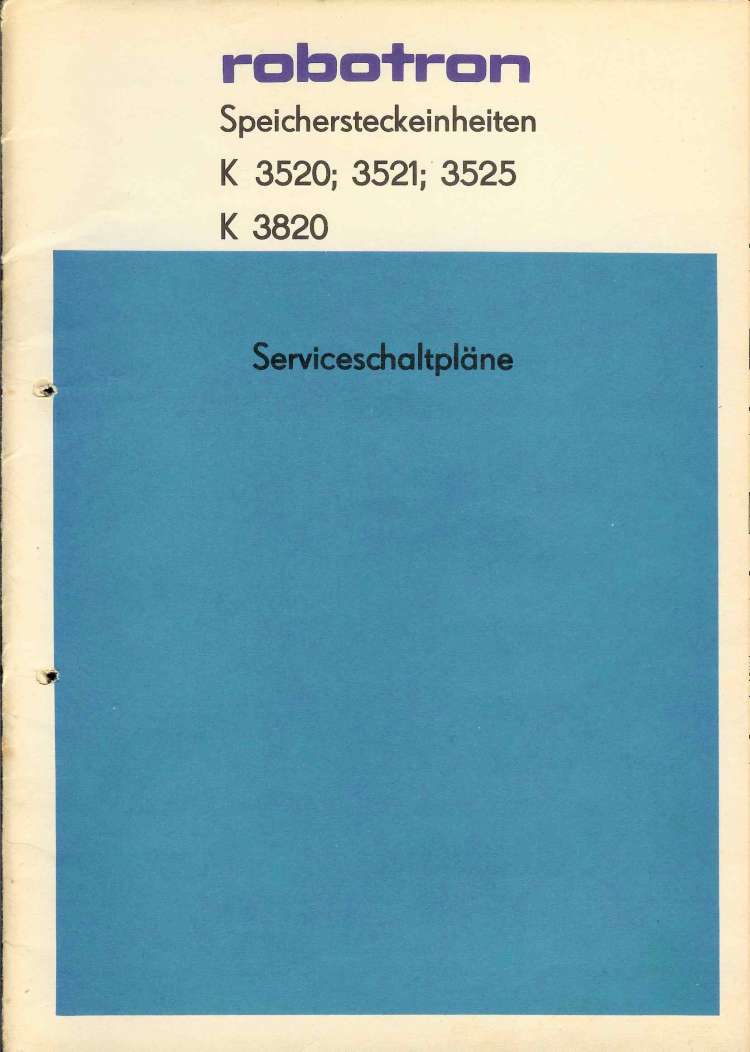 robotron
Speichersteckeinheiten
K 3520; 3521; 3525
K 3820
Serviceschaltpläne